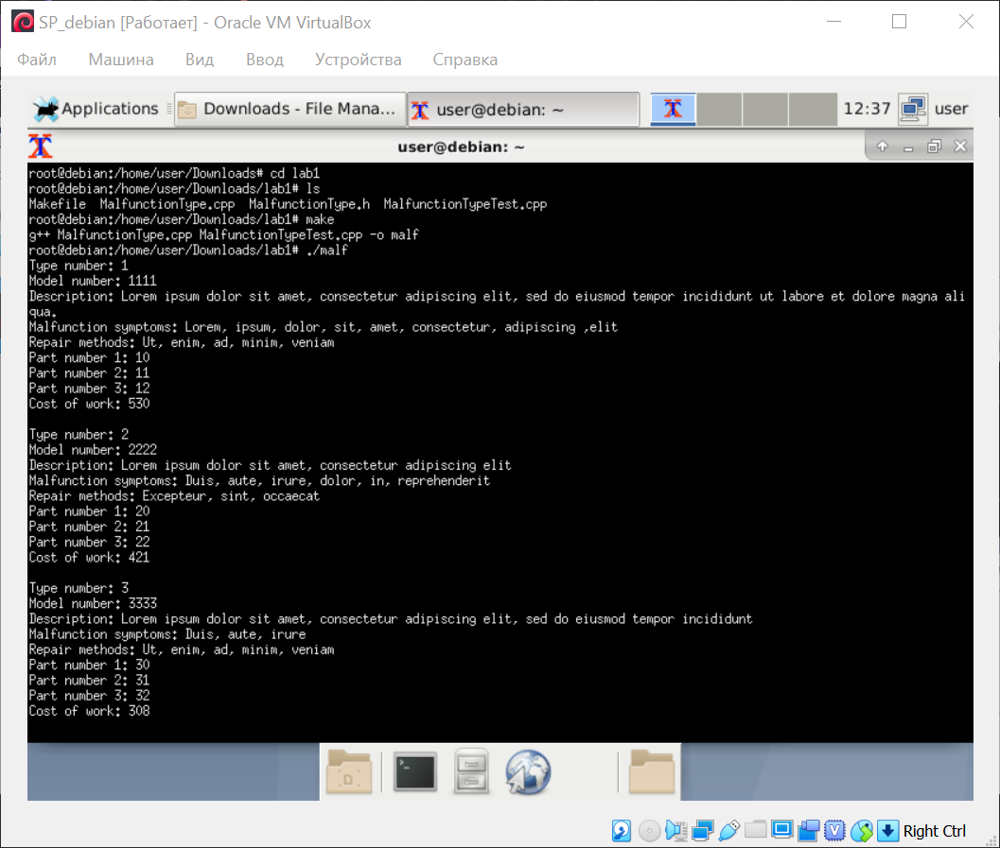 SP_debian [Работает] - Oracle VM VirtualBox
Файл Машина Вид Ввод Устройства Справка
Applications Downloads - File Mana... user@debian: ~ 12:37 user
user@debian: ~
root@debian:/home/user/Downloads# cd lab1
root@debian:/home/user/Downloads/lab1# ls
Makefile  MalfunctionType.cpp  MalfunctionType.h  MalfunctionTypeTest.cpp
root@debian:/home/user/Downloads/lab1# make
g++ MalfunctionType.cpp MalfunctionTypeTest.cpp -o malf
root@debian:/home/user/Downloads/lab1# ./malf
Type number: 1
Model number: 1111
Description: Lorem ipsum dolor sit amet, consectetur adipiscing elit, sed do eiusmod tempor incididunt ut labore et dolore magna ali
qua.
Malfunction symptoms: Lorem, ipsum, dolor, sit, amet, consectetur, adipiscing ,elit
Repair methods: Ut, enim, ad, minim, veniam
Part number 1: 10
Part number 2: 11
Part number 3: 12
Cost of work: 530
Type number: 2
Model number: 2222
Description: Lorem ipsum dolor sit amet, consectetur adipiscing elit
Malfunction symptoms: Duis, aute, irure, dolor, in, reprehenderit
Repair methods: Excepteur, sint, occaecat
Part number 1: 20
Part number 2: 21
Part number 3: 22
Cost of work: 421
Type number: 3
Model number: 3333
Description: Lorem ipsum dolor sit amet, consectetur adipiscing elit, sed do eiusmod tempor incididunt
Malfunction symptoms: Duis, aute, irure
Repair methods: Ut, enim, ad, minim, veniam
Part number 1: 30
Part number 2: 31
Part number 3: 32
Cost of work: 308
Right Ctrl